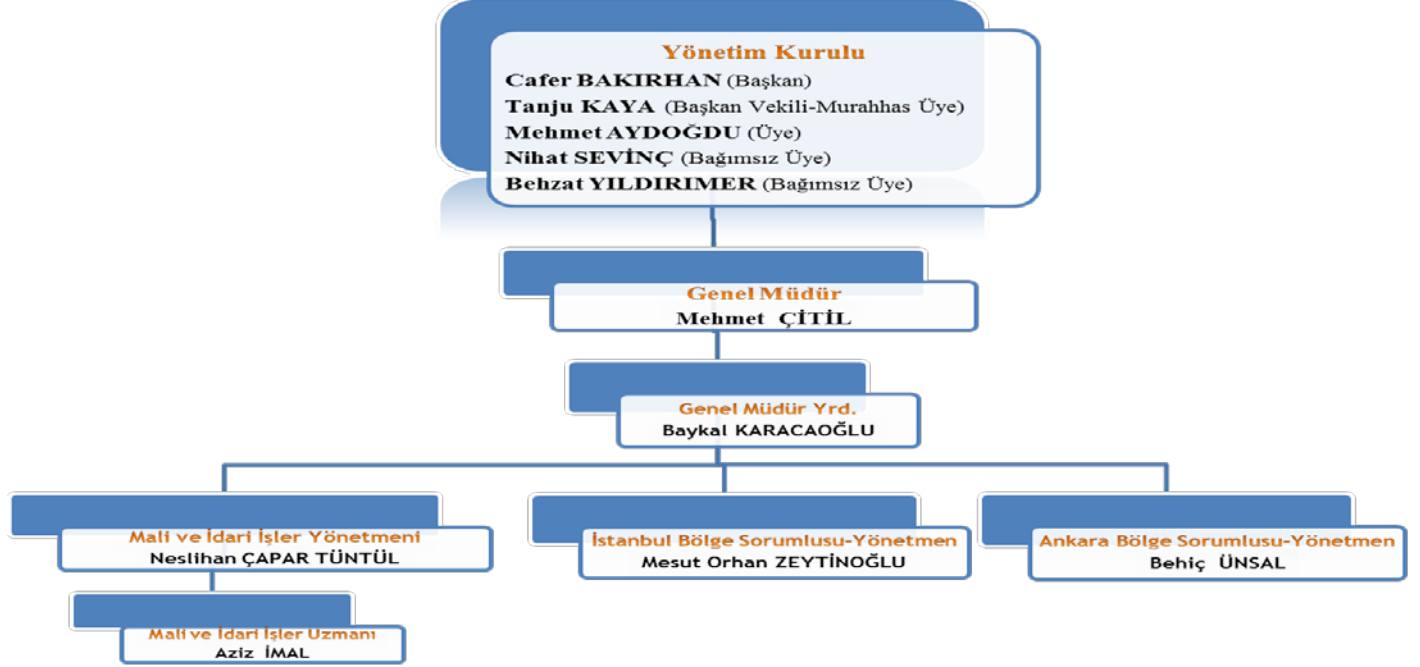 Yönetim Kurulu
Cafer BAKIRHAN (Başkan)
Tanju KAYA (Başkan Vekili-Murahhas Üye)
Mehmet AYDOĞDU (Üye)
Nihat SEVİNÇ (Bağımsız Üye)
Behzat YILDIRIMER (Bağımsız Üye)
Genel Müdür
Mehmet ÇİTİL
Genel Müdür Yrd.
Baykal KARACAOĞLU
Mali ve İdari İşler Yönetmeni
Neslihan ÇAPAR TÜNTÜL
İstanbul Bölge Sorumlusu-Yönetmen
Mesut Orhan ZEYTİNOĞLU
Ankara Bölge Sorumlusu-Yönetmen
Behiç ÜNSAL
Mali ve İdari İşler Uzmanı
Aziz İMAL